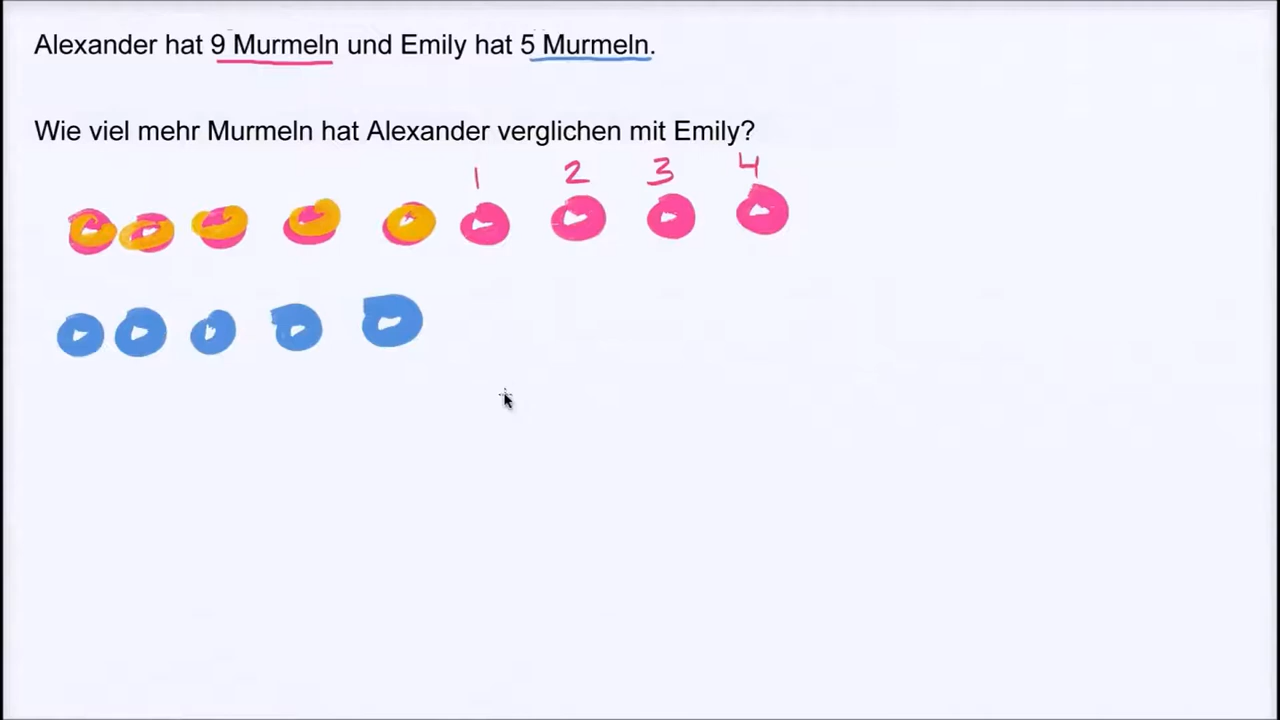 Alexander hat 9 Murmeln und Emily hat 5 Murmeln.
Wie viel mehr Murmeln hat Alexander verglichen mit Emily?
1 2 3 4